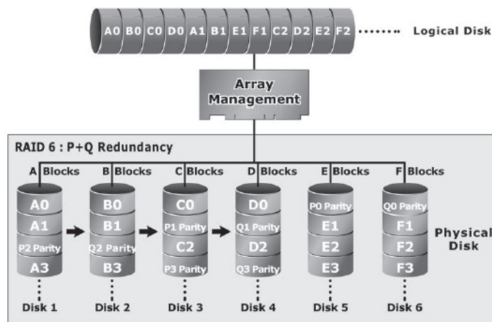 A0 B0 C0 D0 A1 B1 E1 F1 C2 D2 E2 F2
Logical Disk
Array
Management
RAID 6 : P+Q Redundancy
A Blocks B Blocks C Blocks D Blocks E Blocks F Blocks
A0 B0 C0 D0 P0 Parity Q0 Parity
A1 B1 P1 Parity Q1 Parity E1 F1
Physical
Disk
P2 Parity Q2 Parity C2 D2 E2 F2
A3 B3 P3 Parity Q3 Parity E3 F3
Disk 1 Disk 2 Disk 3 Disk 4 Disk 5 Disk 6